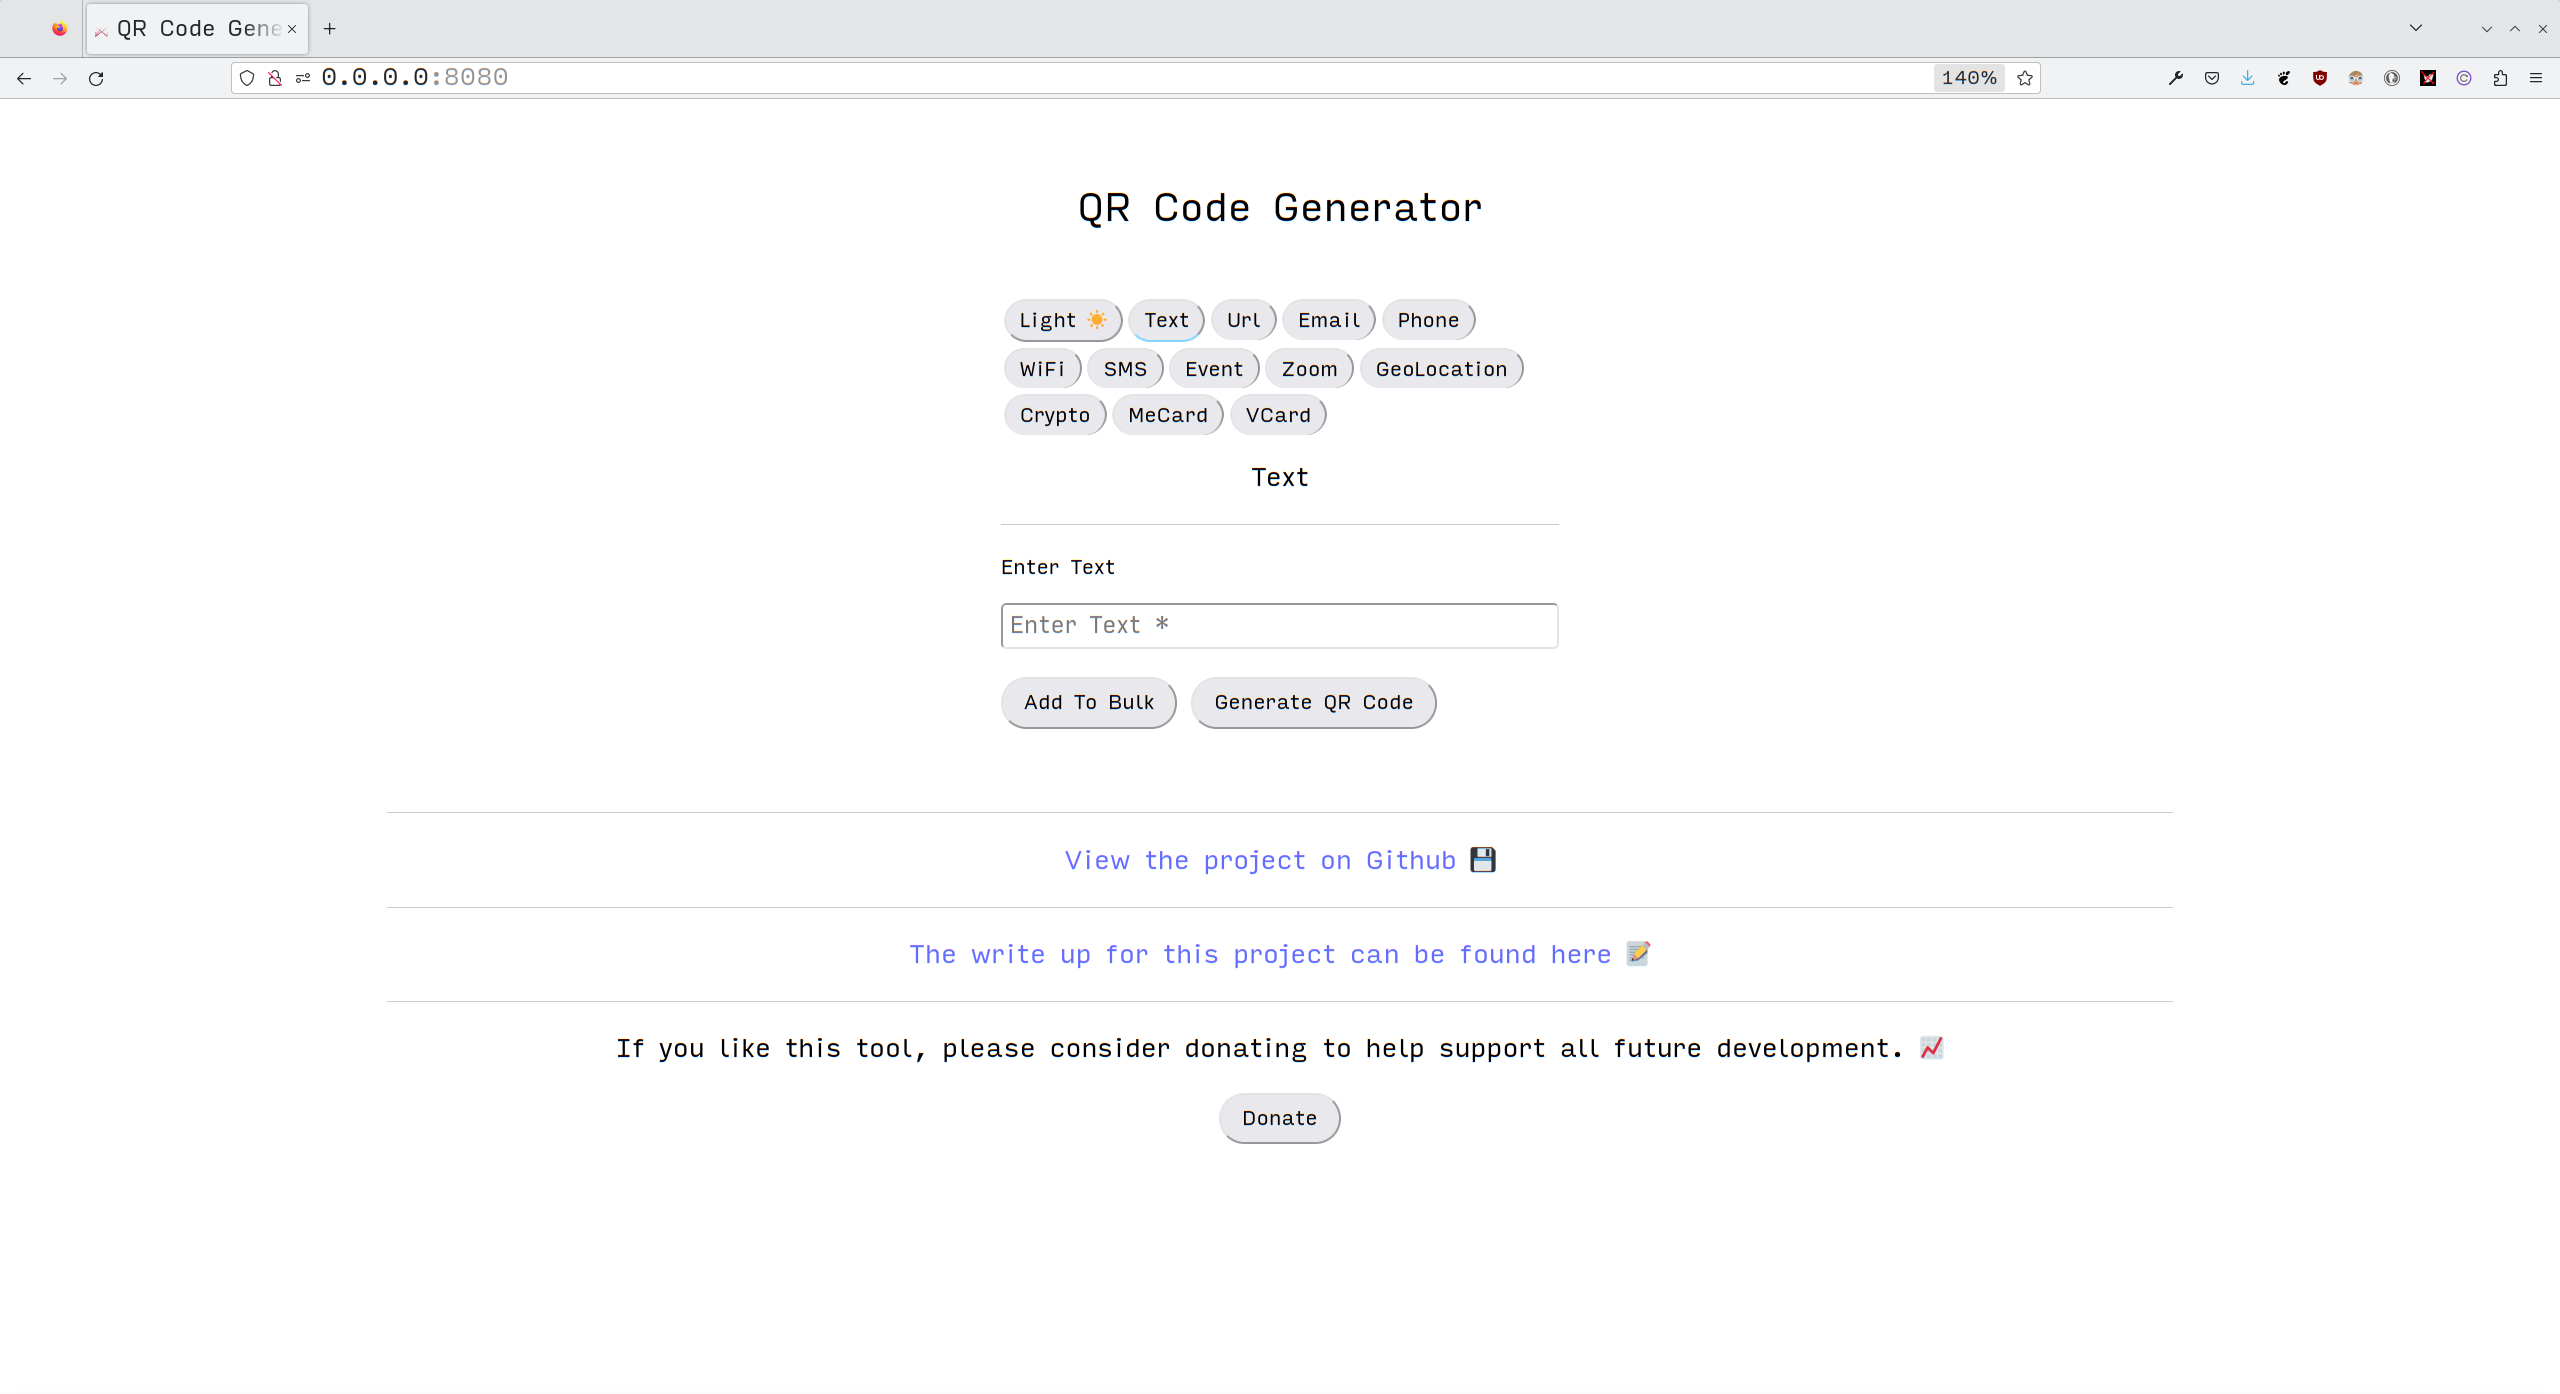 QR Code Gene
0.0.0.0:8080
140%
QR Code Generator
Light ☀️ Text Url Email Phone
WiFi SMS Event Zoom GeoLocation
Crypto MeCard VCard
Text
Enter Text
Enter Text *
Add To Bulk Generate QR Code
View the project on Github 💾
The write up for this project can be found here 📝
If you like this tool, please consider donating to help support all future development. 📈
Donate